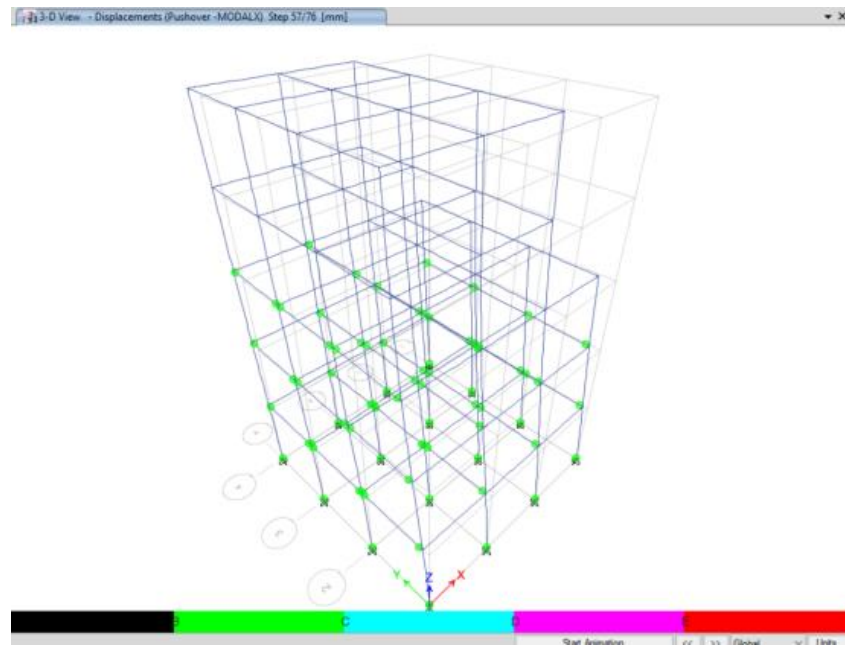 3-D View - Displacements (Pushover -MODALX) Step 57/76 [mm]
Y Z X
B C D E
Start Animation << >> Global Units